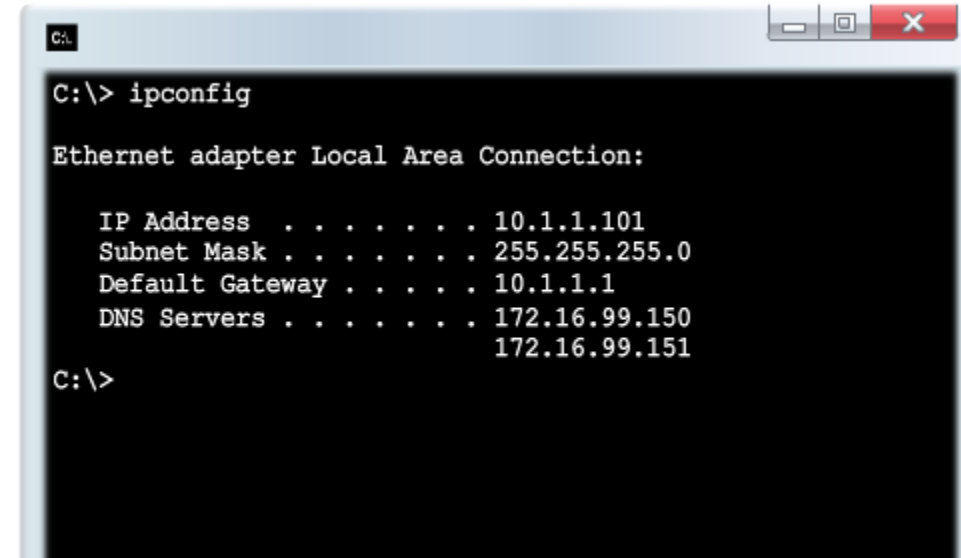 C:\.
C:\> ipconfig
Ethernet adapter Local Area Connection:
IP Address . . . . . . . 10.1.1.101
Subnet Mask . . . . . . . 255.255.255.0
Default Gateway . . . . . 10.1.1.1
DNS Servers . . . . . . . 172.16.99.150
172.16.99.151
C:\>